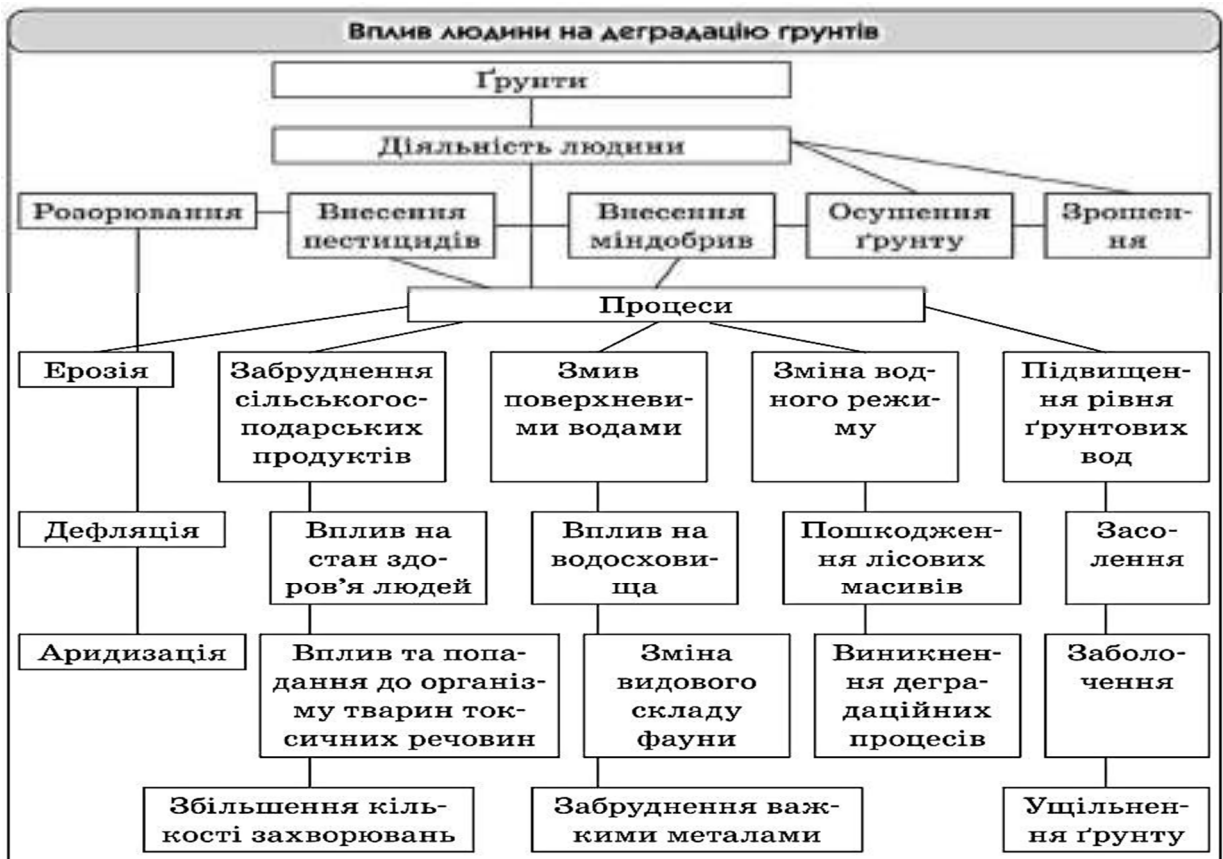 Вплив людини на деградацію ґрунтів
Ґрунти
Діяльність людини
Розорювання
Внесення
пестицидів
Внесення
міндобрив
Осушення
ґрунту
Зрошен-
ня
Процеси
Ерозія
Забруднення
сільськогос-
подарських
продуктів
Змив
поверхневи-
ми водами
Зміна вод-
ного режи-
му
Підвищен-
ня рівня
ґрунтових
вод
Дефляція
Вплив на
стан здо-
ров’я людей
Вплив на
водосхови-
ща
Пошкоджен-
ня лісових
масивів
Засо-
лення
Аридизація
Вплив та попа-
дання до організ-
му тварин ток-
сичних речовин
Зміна
видового
складу
фауни
Виникнен-
ня дегра-
даційних
процесів
Заболо-
чення
Збільшення кіль-
кості захворювань
Забруднення важ-
кими металами
Ущільнен-
ня ґрунту